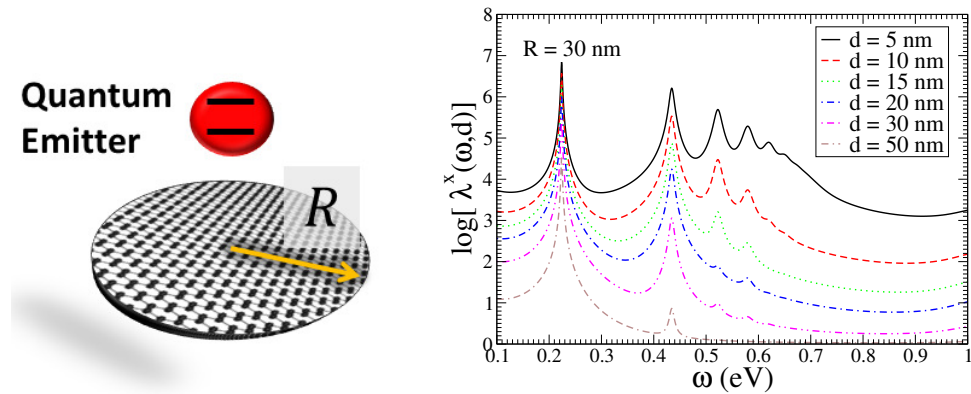 Quantum
Emitter
R
log[ λˣ(ω,d)]
8
7
6
5
4
3
2
1
0
R = 30 nm
d = 5 nm
d = 10 nm
d = 15 nm
d = 20 nm
d = 30 nm
d = 50 nm
0.1 0.2 0.3 0.4 0.5 0.6 0.7 0.8 0.9 1
ω (eV)